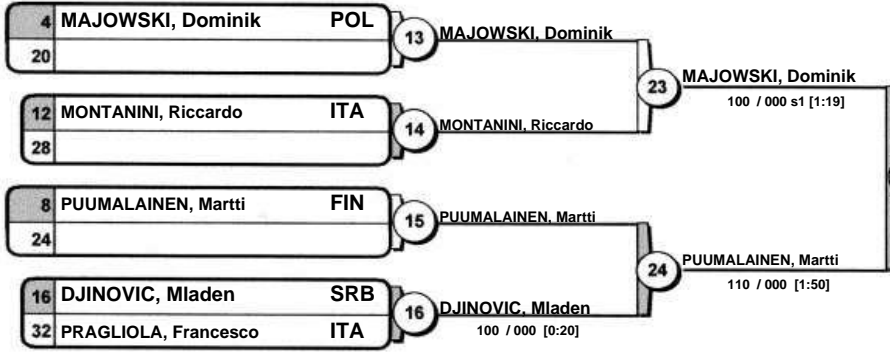 4 MAJOWSKI, Dominik POL
20
13 MAJOWSKI, Dominik
12 MONTANINI, Riccardo ITA
28
14 MONTANINI, Riccardo
23 MAJOWSKI, Dominik
100 / 000 s1 [1:19]
8 PUUMALAINEN, Martti FIN
24
15 PUUMALAINEN, Martti
16 DJINOVIC, Mladen SRB
32 PRAGLIOLA, Francesco ITA
16 DJINOVIC, Mladen
100 / 000 [0:20]
24 PUUMALAINEN, Martti
110 / 000 [1:50]